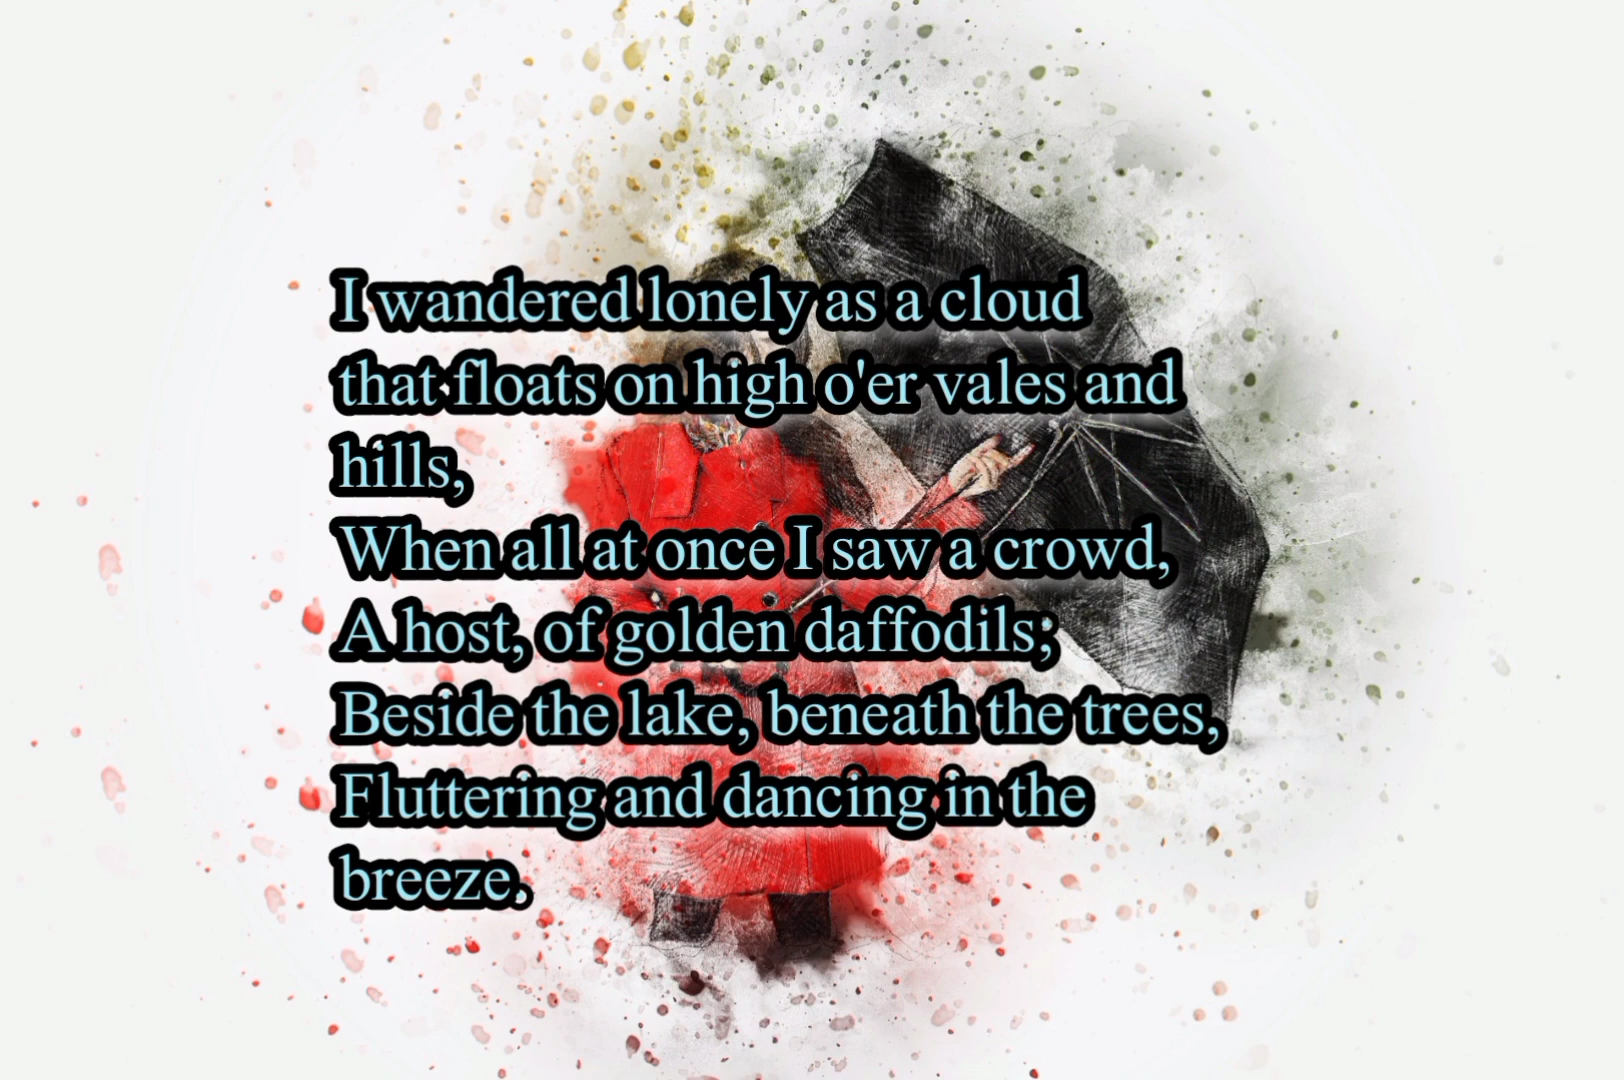 I wandered lonely as a cloud
that floats on high o'er vales and
hills,
When all at once I saw a crowd,
A host, of golden daffodils;
Beside the lake, beneath the trees,
Fluttering and dancing in the
breeze.